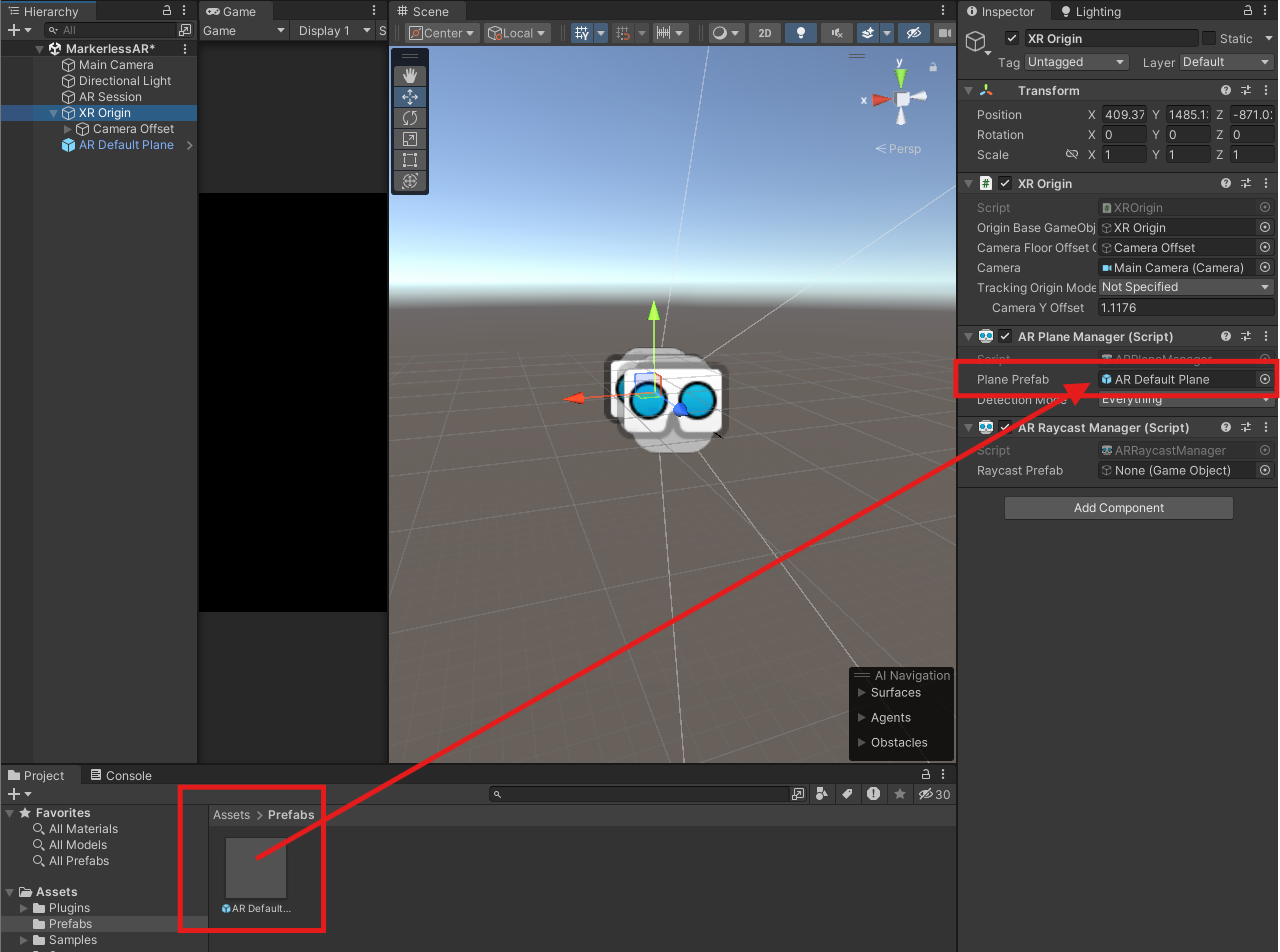 Hierarchy
All
MarkerlessAR*
Main Camera
Directional Light
AR Session
XR Origin
Camera Offset
AR Default Plane
Game
Game
Display 1
S
Scene
Center
Local
2D
y
x
Persp
AI Navigation
Surfaces
Agents
Obstacles
Inspector
Lighting
XR Origin
Static
Tag Untagged
Layer Default
Transform
Position X 409.37 Y 1485.1 Z -871.0
Rotation X 0 Y 0 Z 0
Scale X 1 Y 1 Z 1
# XR Origin
Script XROrigin
Origin Base GameObj XR Origin
Camera Floor Offset Camera Offset
Camera Main Camera (Camera)
Tracking Origin Mode Not Specified
Camera Y Offset 1.1176
AR Plane Manager (Script)
Script ARPlaneManager
Plane Prefab AR Default Plane
Detection Mode Everything
AR Raycast Manager (Script)
Script ARRaycastManager
Raycast Prefab None (Game Object)
Add Component
Project
Console
30
Favorites
All Materials
All Models
All Prefabs
Assets
Plugins
Prefabs
Samples
Assets > Prefabs
AR Default...